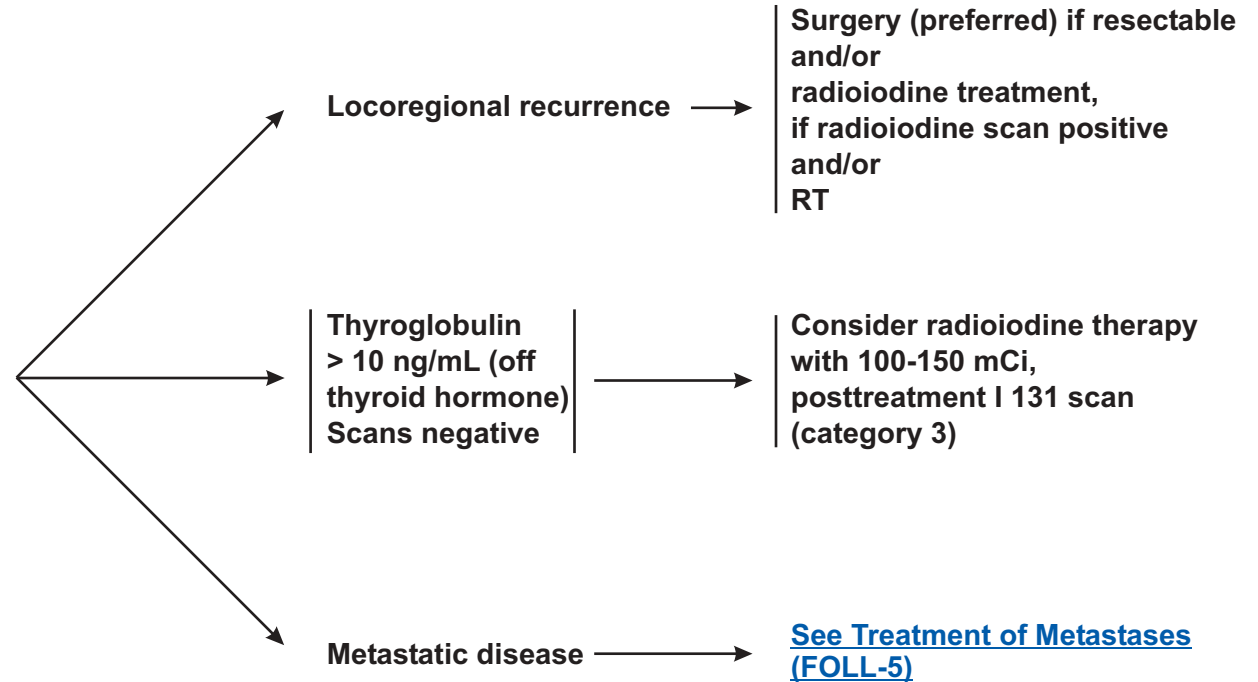 Locoregional recurrence
Surgery (preferred) if resectable
and/or
radioiodine treatment,
if radioiodine scan positive
and/or
RT
Thyroglobulin
> 10 ng/mL (off
thyroid hormone)
Scans negative
Consider radioiodine therapy
with 100-150 mCi,
posttreatment I 131 scan
(category 3)
Metastatic disease
See Treatment of Metastases
(FOLL-5)